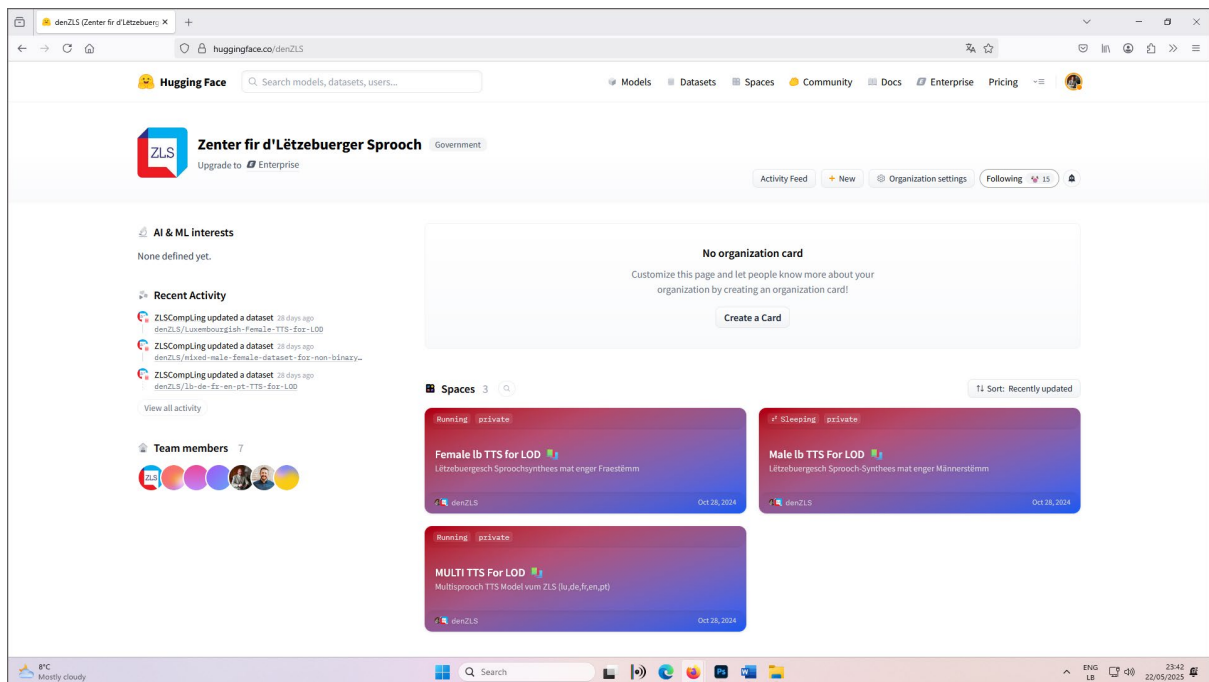 denZLS (Zenter fir d'Lëtzebuerg
huggingface.co/denZLS
Hugging Face
Search models, datasets, users...
Models
Datasets
Spaces
Community
Docs
Enterprise
Pricing
ZLS
Zenter fir d'Lëtzebuerger Sprooch
Government
Upgrade to Enterprise
Activity Feed
+ New
Organization settings
Following 15
AI & ML interests
None defined yet.
Recent Activity
ZLSCompLing updated a dataset 28 days ago
denZLS/Luxembourgish-Female-TTS-for-LOD
ZLSCompLing updated a dataset 28 days ago
denZLS/mixed-male-female-dataset-for-non-binary…
ZLSCompLing updated a dataset 28 days ago
denZLS/lb-de-fr-en-pt-TTS-for-LOD
View all activity
Team members 7
ZLS
No organization card
Customize this page and let people know more about your
organization by creating an organization card!
Create a Card
Spaces 3
Sort: Recently updated
Running private
Female lb TTS for LOD
Lëtzebuergesch Sproochsynthees mat enger Fraestëmm
denZLS
Oct 28, 2024
Sleeping private
Male lb TTS For LOD
Lëtzebuergesch Sprooch-Synthees mat enger Männerstëmm
denZLS
Oct 28, 2024
Running private
MULTI TTS For LOD
Multisprooch TTS Model vum ZLS (lu,de,fr,en,pt)
denZLS
Oct 28, 2024
8°C
Mostly cloudy
Search
Ps
W
ENG
LB
23:42
22/05/2025